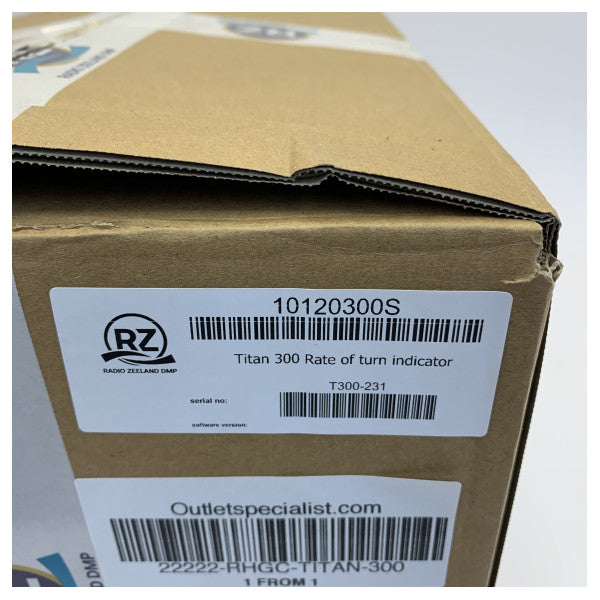 10120300S
RZ
RADIO ZEELAND DMP
Titan 300 Rate of turn indicator
T300-231
serial no:
software version:
Outletspecialist.com
22222-RHGC-TITAN-300
1 FROM 1
DMP